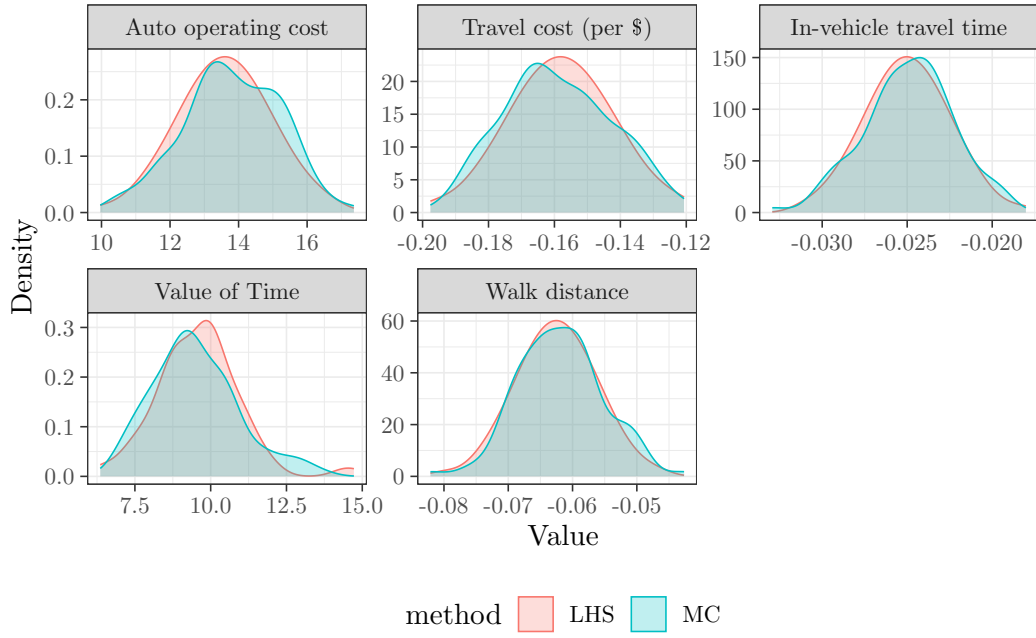 Auto operating cost
Travel cost (per $)
In-vehicle travel time
0.2
0.1
0.0
10 12 14 16
20
15
10
5
0
-0.20 -0.18 -0.16 -0.14 -0.12
150
100
50
0
-0.030 -0.025 -0.020
Density
Value of Time
Walk distance
0.3
0.2
0.1
0.0
7.5 10.0 12.5 15.0
60
40
20
0
-0.08 -0.07 -0.06 -0.05
Value
method LHS MC